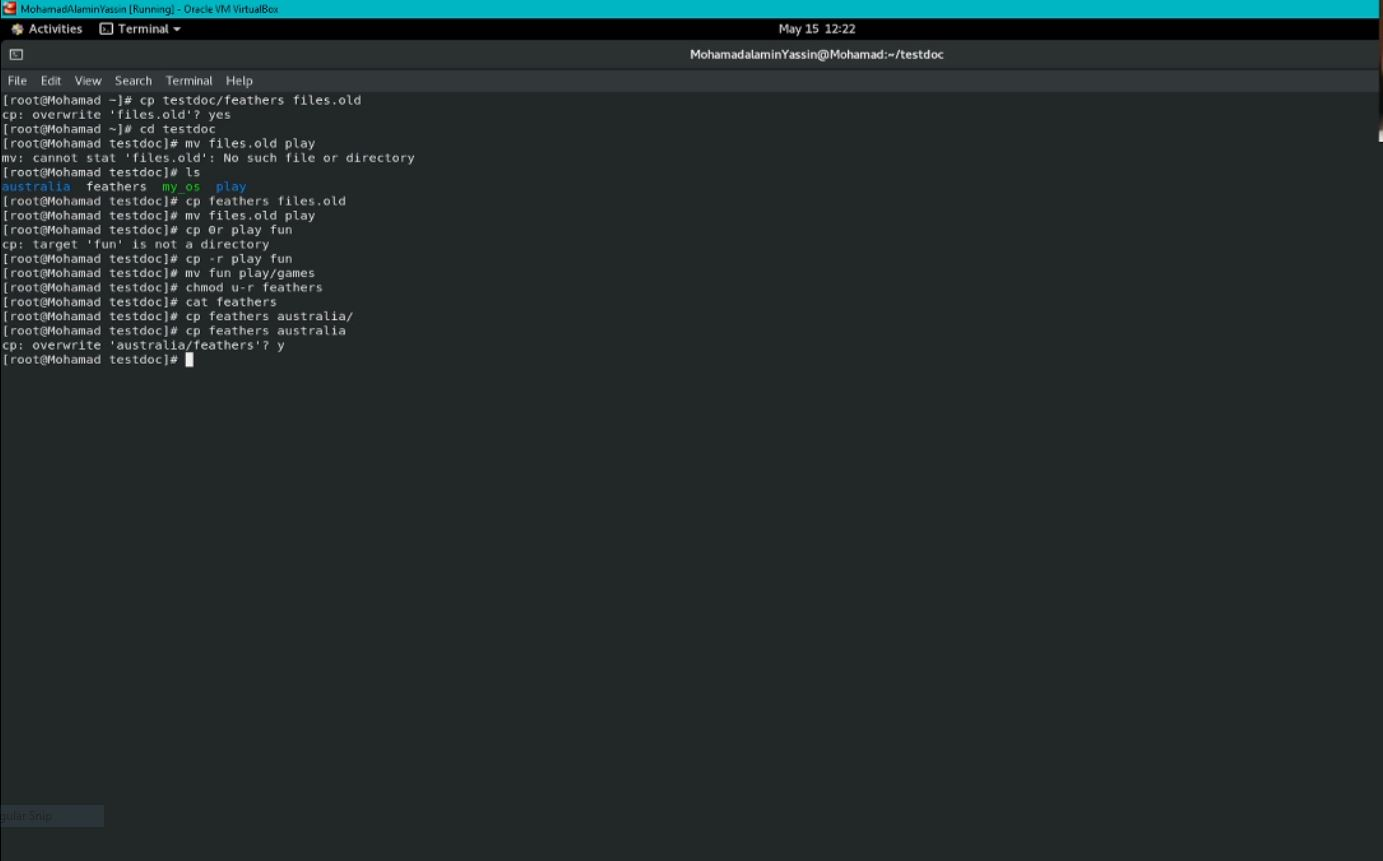 MohamadAlaminYassin [Running] - Oracle VM VirtualBox
Activities Terminal May 15 12:22
MohamadalaminYassin@Mohamad:~/testdoc
File Edit View Search Terminal Help
[root@Mohamad ~]# cp testdoc/feathers files.old
cp: overwrite 'files.old'? yes
[root@Mohamad ~]# cd testdoc
[root@Mohamad testdoc]# mv files.old play
mv: cannot stat 'files.old': No such file or directory
[root@Mohamad testdoc]# ls
australia feathers my_os play
[root@Mohamad testdoc]# cp feathers files.old
[root@Mohamad testdoc]# mv files.old play
[root@Mohamad testdoc]# cp 0r play fun
cp: target 'fun' is not a directory
[root@Mohamad testdoc]# cp -r play fun
[root@Mohamad testdoc]# mv fun play/games
[root@Mohamad testdoc]# chmod u-r feathers
[root@Mohamad testdoc]# cat feathers
[root@Mohamad testdoc]# cp feathers australia/
[root@Mohamad testdoc]# cp feathers australia
cp: overwrite 'australia/feathers'? y
[root@Mohamad testdoc]#
gular Snip